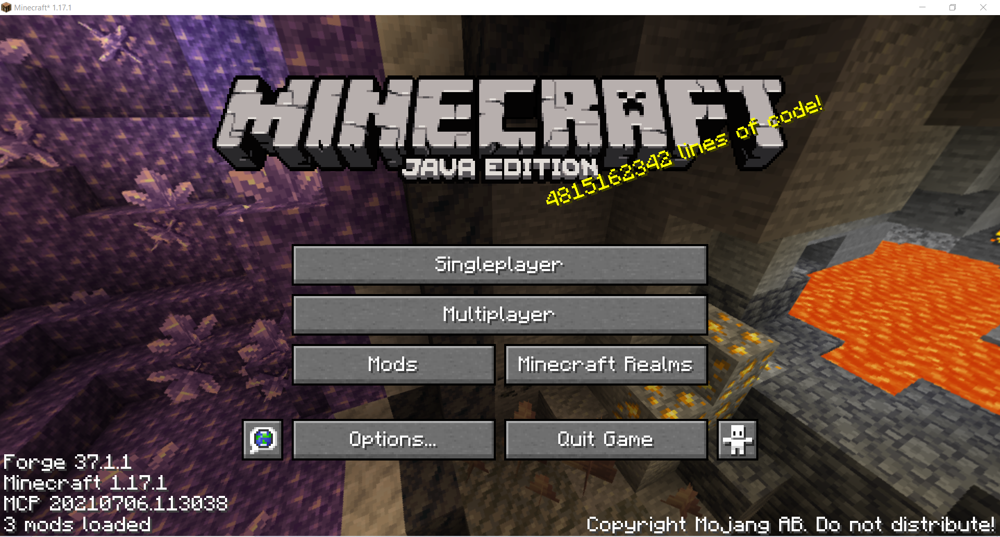 Minecraft* 1.17.1
MINECRAFT
JAVA EDITION
4815162342 lines of code!
Singleplayer
Multiplayer
Mods
Minecraft Realms
Options...
Quit Game
Forge 37.1.1
Minecraft 1.17.1
MCP 20210706.113038
3 mods loaded
Copyright Mojang AB. Do not distribute!